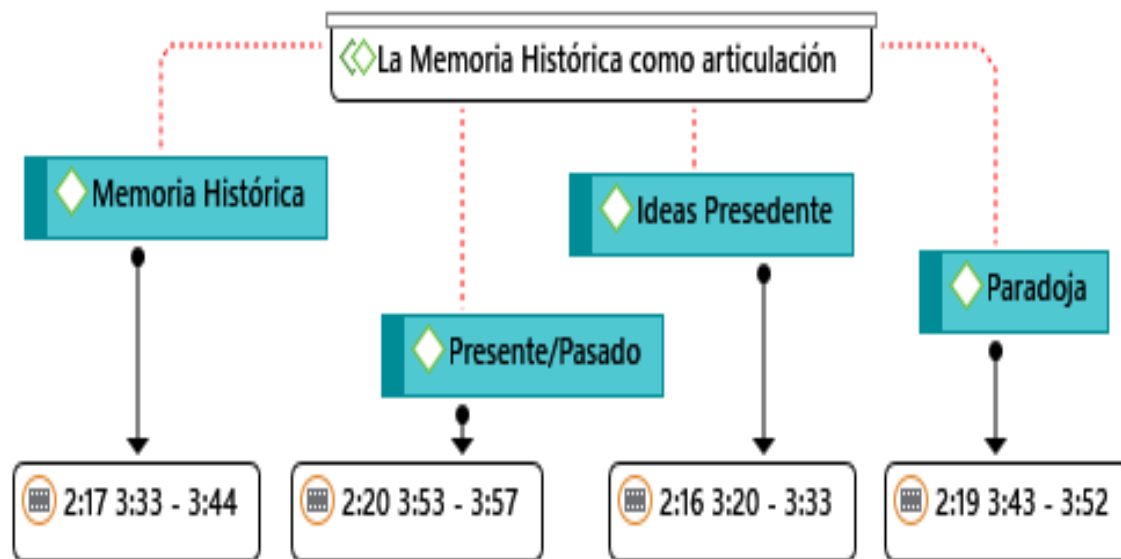 La Memoria Histórica como articulación
Memoria Histórica
Ideas Presedente
Paradoja
Presente/Pasado
2:17 3:33 - 3:44
2:20 3:53 - 3:57
2:16 3:20 - 3:33
2:19 3:43 - 3:52